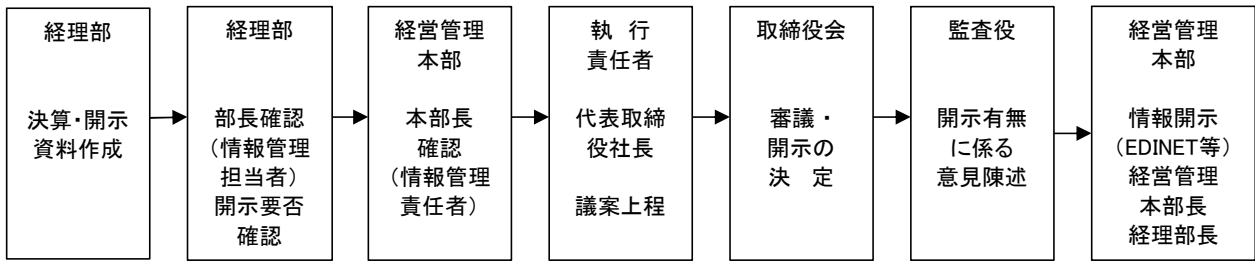 経理部
決算・開示
資料作成
経理部
部長確認
(情報管理
担当者)
開示要否
確認
経営管理
本部
本部長
確認
(情報管理
責任者)
執　行
責任者
代表取締
役社長
議案上程
取締役会
審議・
開示の
決　定
監査役
開示有無
に係る
意見陳述
経営管理
本部
情報開示
(EDINET等)
経営管理
本部長
経理部長